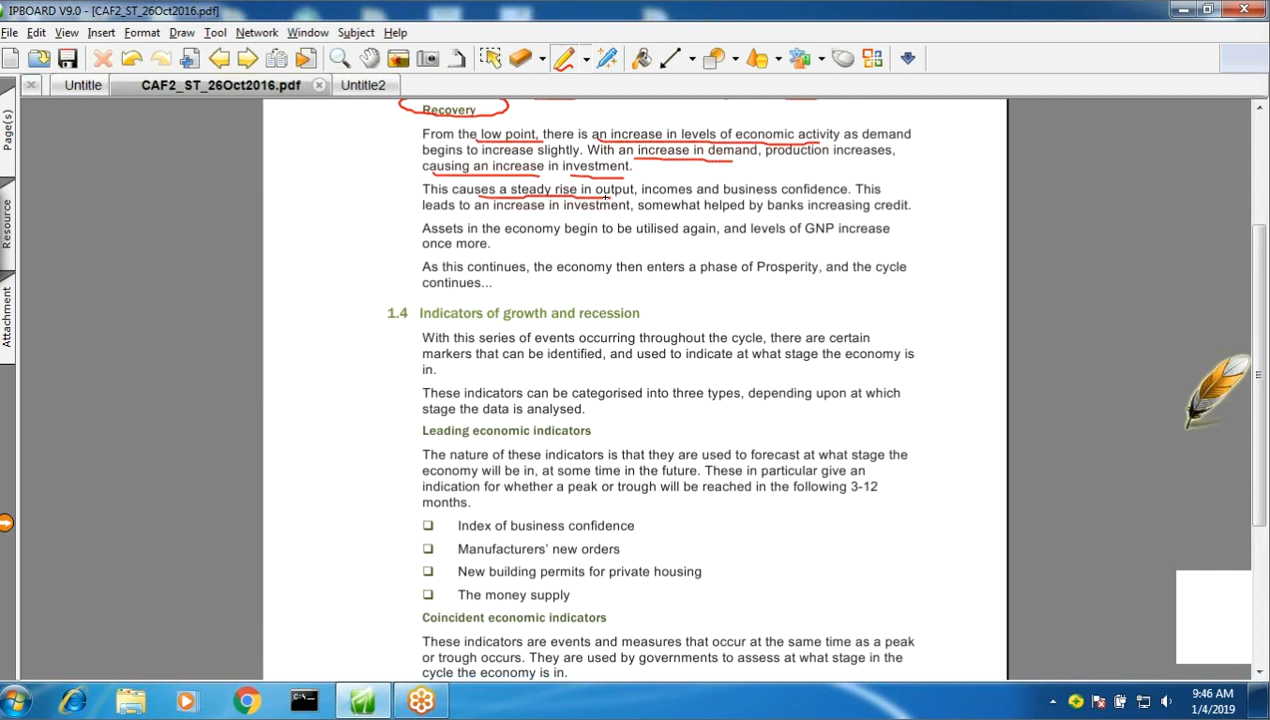 IPBOARD V9.0 - [CAF2_ST_26Oct2016.pdf]
File Edit View Insert Format Draw Tool Network Window Subject Help
Untitle CAF2_ST_26Oct2016.pdf Untitle2
Page(s)
Resource
Attachment
Recovery
From the low point, there is an increase in levels of economic activity as demand
begins to increase slightly. With an increase in demand, production increases,
causing an increase in investment.
This causes a steady rise in output, incomes and business confidence. This
leads to an increase in investment, somewhat helped by banks increasing credit.
Assets in the economy begin to be utilised again, and levels of GNP increase
once more.
As this continues, the economy then enters a phase of Prosperity, and the cycle
continues...
1.4 Indicators of growth and recession
With this series of events occurring throughout the cycle, there are certain
markers that can be identified, and used to indicate at what stage the economy is
in.
These indicators can be categorised into three types, depending upon at which
stage the data is analysed.
Leading economic indicators
The nature of these indicators is that they are used to forecast at what stage the
economy will be in, at some time in the future. These in particular give an
indication for whether a peak or trough will be reached in the following 3-12
months.
❑ Index of business confidence
❑ Manufacturers' new orders
❑ New building permits for private housing
❑ The money supply
Coincident economic indicators
These indicators are events and measures that occur at the same time as a peak
or trough occurs. They are used by governments to assess at what stage in the
cycle the economy is in.
9:46 AM
1/4/2019